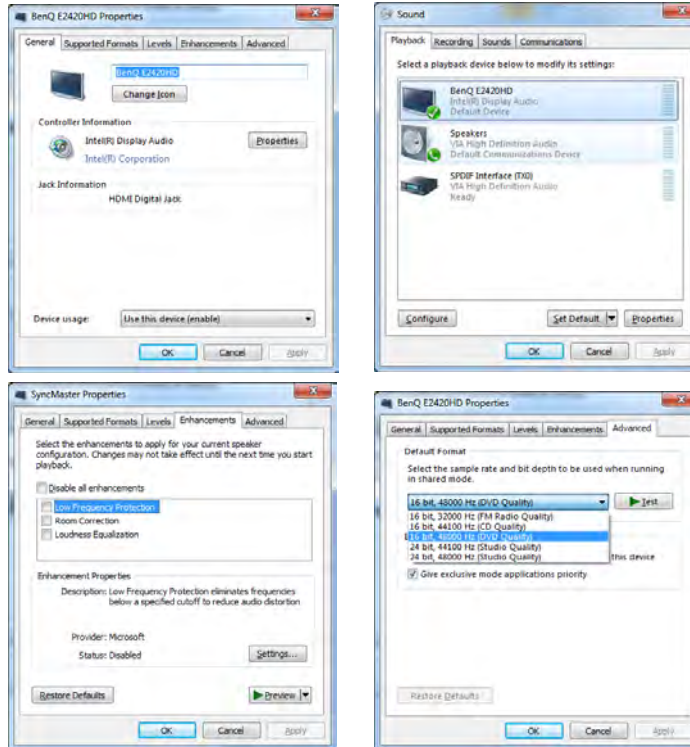 BenQ E2420HD Properties
General Supported Formats Levels Enhancements Advanced
BenQ E2420HD
Change Icon
Controller Information
Intel(R) Display Audio
Properties
Intel(R) Corporation
Jack Information
HDMI Digital Jack
Device usage:
Use this device (enable)
OK Cancel Apply
Sound
Playback Recording Sounds Communications
Select a playback device below to modify its settings:
BenQ E2420HD
Intel(R) Display Audio
Default Device
Speakers
VIA High Definition Audio
Default Communications Device
SPDIF Interface (TX0)
VIA High Definition Audio
Ready
Configure Set Default Properties
OK Cancel Apply
SyncMaster Properties
General Supported Formats Levels Enhancements Advanced
Select the enhancements to apply for your current speaker
configuration. Changes may not take effect until the next time you start
playback.
Disable all enhancements
Low Frequency Protection
Room Correction
Loudness Equalization
Enhancement Properties
Description: Low Frequency Protection eliminates frequencies
below a specified cutoff to reduce audio distortion
Provider: Microsoft
Status: Disabled
Settings...
Restore Defaults Preview
OK Cancel Apply
BenQ E2420HD Properties
General Supported Formats Levels Enhancements Advanced
Default Format
Select the sample rate and bit depth to be used when running
in shared mode.
16 bit, 48000 Hz (DVD Quality)
Test
16 bit, 32000 Hz (FM Radio Quality)
16 bit, 44100 Hz (CD Quality)
16 bit, 48000 Hz (DVD Quality)
24 bit, 44100 Hz (Studio Quality)
24 bit, 48000 Hz (Studio Quality)
this device
Give exclusive mode applications priority
Restore Defaults
OK Cancel Apply